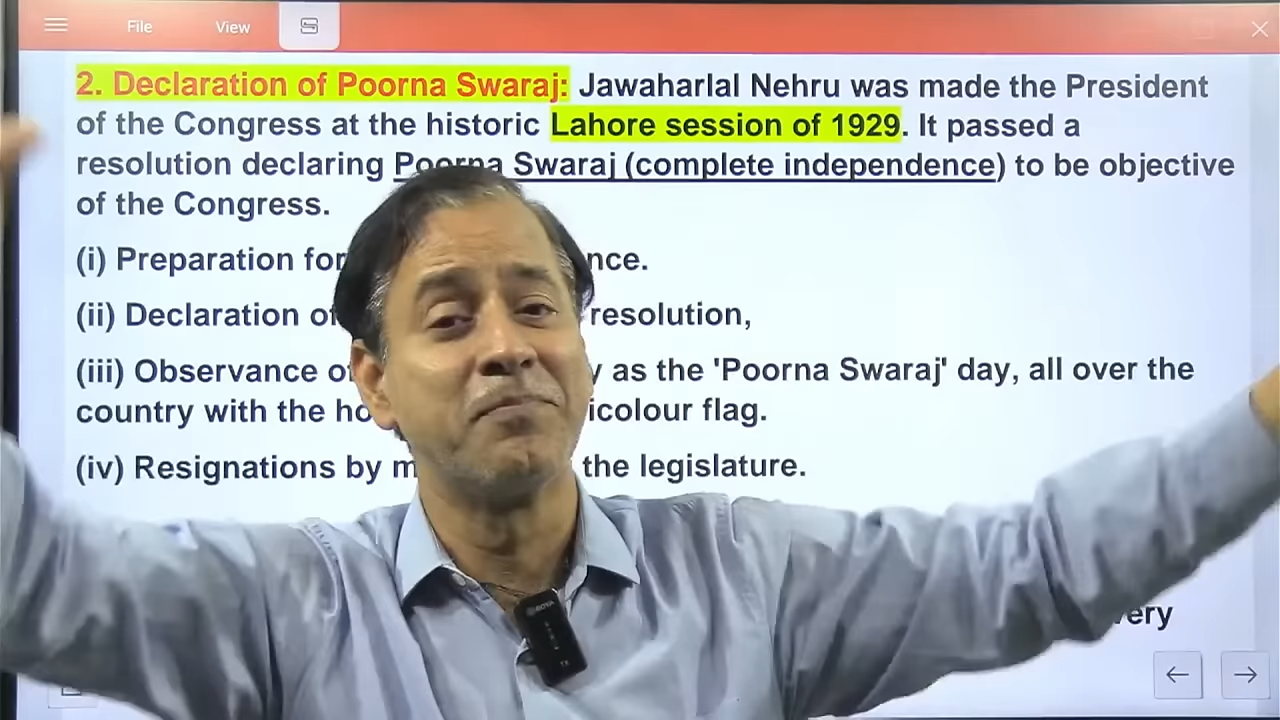 File View
2. Declaration of Poorna Swaraj: Jawaharlal Nehru was made the President
of the Congress at the historic Lahore session of 1929. It passed a
resolution declaring Poorna Swaraj (complete independence) to be objective
of the Congress.
(i) Preparation for nce.
(ii) Declaration of resolution,
(iii) Observance of y as the 'Poorna Swaraj' day, all over the
country with the ho icolour flag.
(iv) Resignations by m the legislature.
very
BOYA